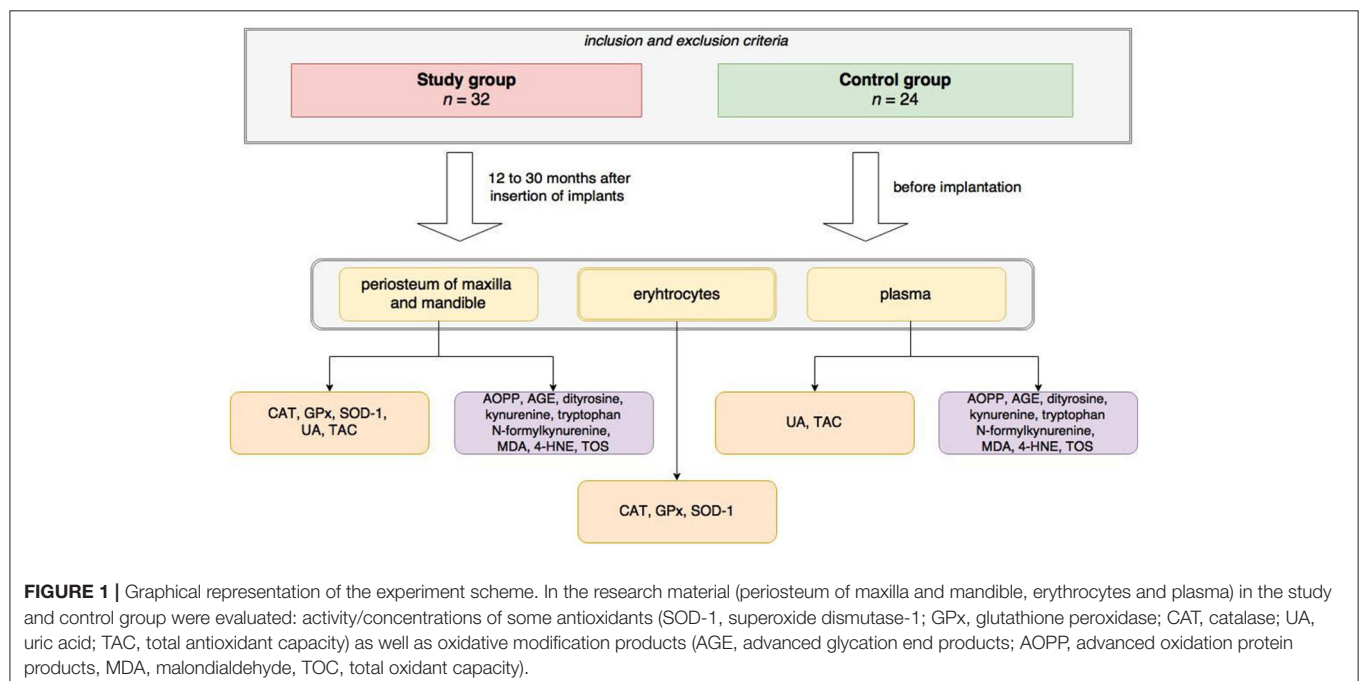 inclusion and exclusion criteria
Study group
n = 32
Control group
n = 24
12 to 30 months after
insertion of implants
before implantation
periosteum of maxilla
and mandible
eryhtrocytes
plasma
CAT, GPx, SOD-1,
UA, TAC
AOPP, AGE, dityrosine,
kynurenine, tryptophan
N-formylkynurenine,
MDA, 4-HNE, TOS
UA, TAC
AOPP, AGE, dityrosine,
kynurenine, tryptophan
N-formylkynurenine,
MDA, 4-HNE, TOS
CAT, GPx, SOD-1
FIGURE 1 | Graphical representation of the experiment scheme. In the research material (periosteum of maxilla and mandible, erythrocytes and plasma) in the study
and control group were evaluated: activity/concentrations of some antioxidants (SOD-1, superoxide dismutase-1; GPx, glutathione peroxidase; CAT, catalase; UA,
uric acid; TAC, total antioxidant capacity) as well as oxidative modification products (AGE, advanced glycation end products; AOPP, advanced oxidation protein
products, MDA, malondialdehyde, TOC, total oxidant capacity).